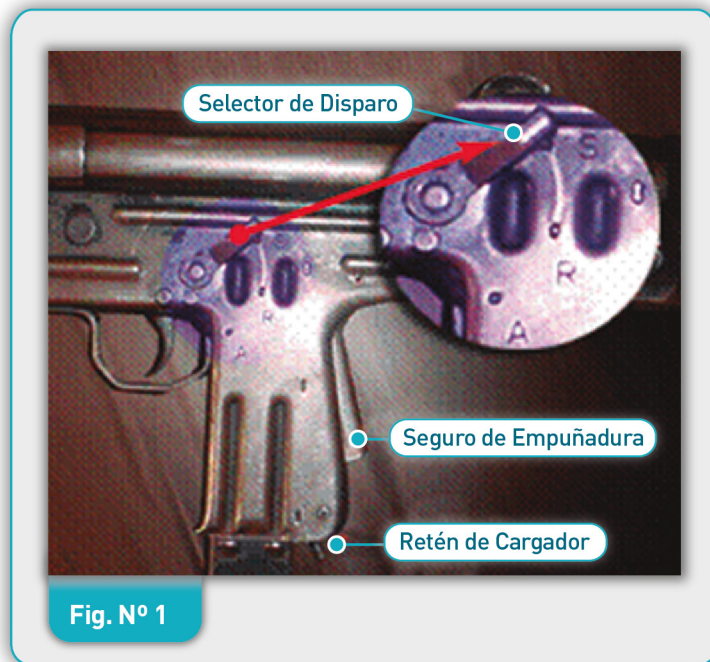 Selector de Disparo
S
R
A
Seguro de Empuñadura
Retén de Cargador
Fig. Nº 1